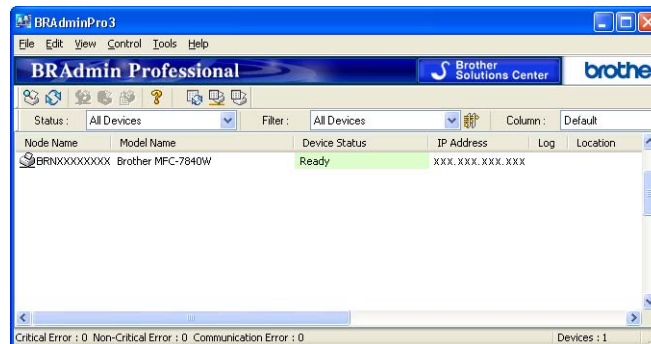 BRAdminPro3
File Edit View Control Tools Help
BRAdmin Professional Brother Solutions Center brothe
Status : All Devices Filter : All Devices Column : Default
Node Name Model Name Device Status IP Address Log Location
BRNXXXXXXXX Brother MFC-7840W Ready XXX.XXX.XXX.XXX
Critical Error : 0 Non-Critical Error : 0 Communication Error : 0 Devices : 1